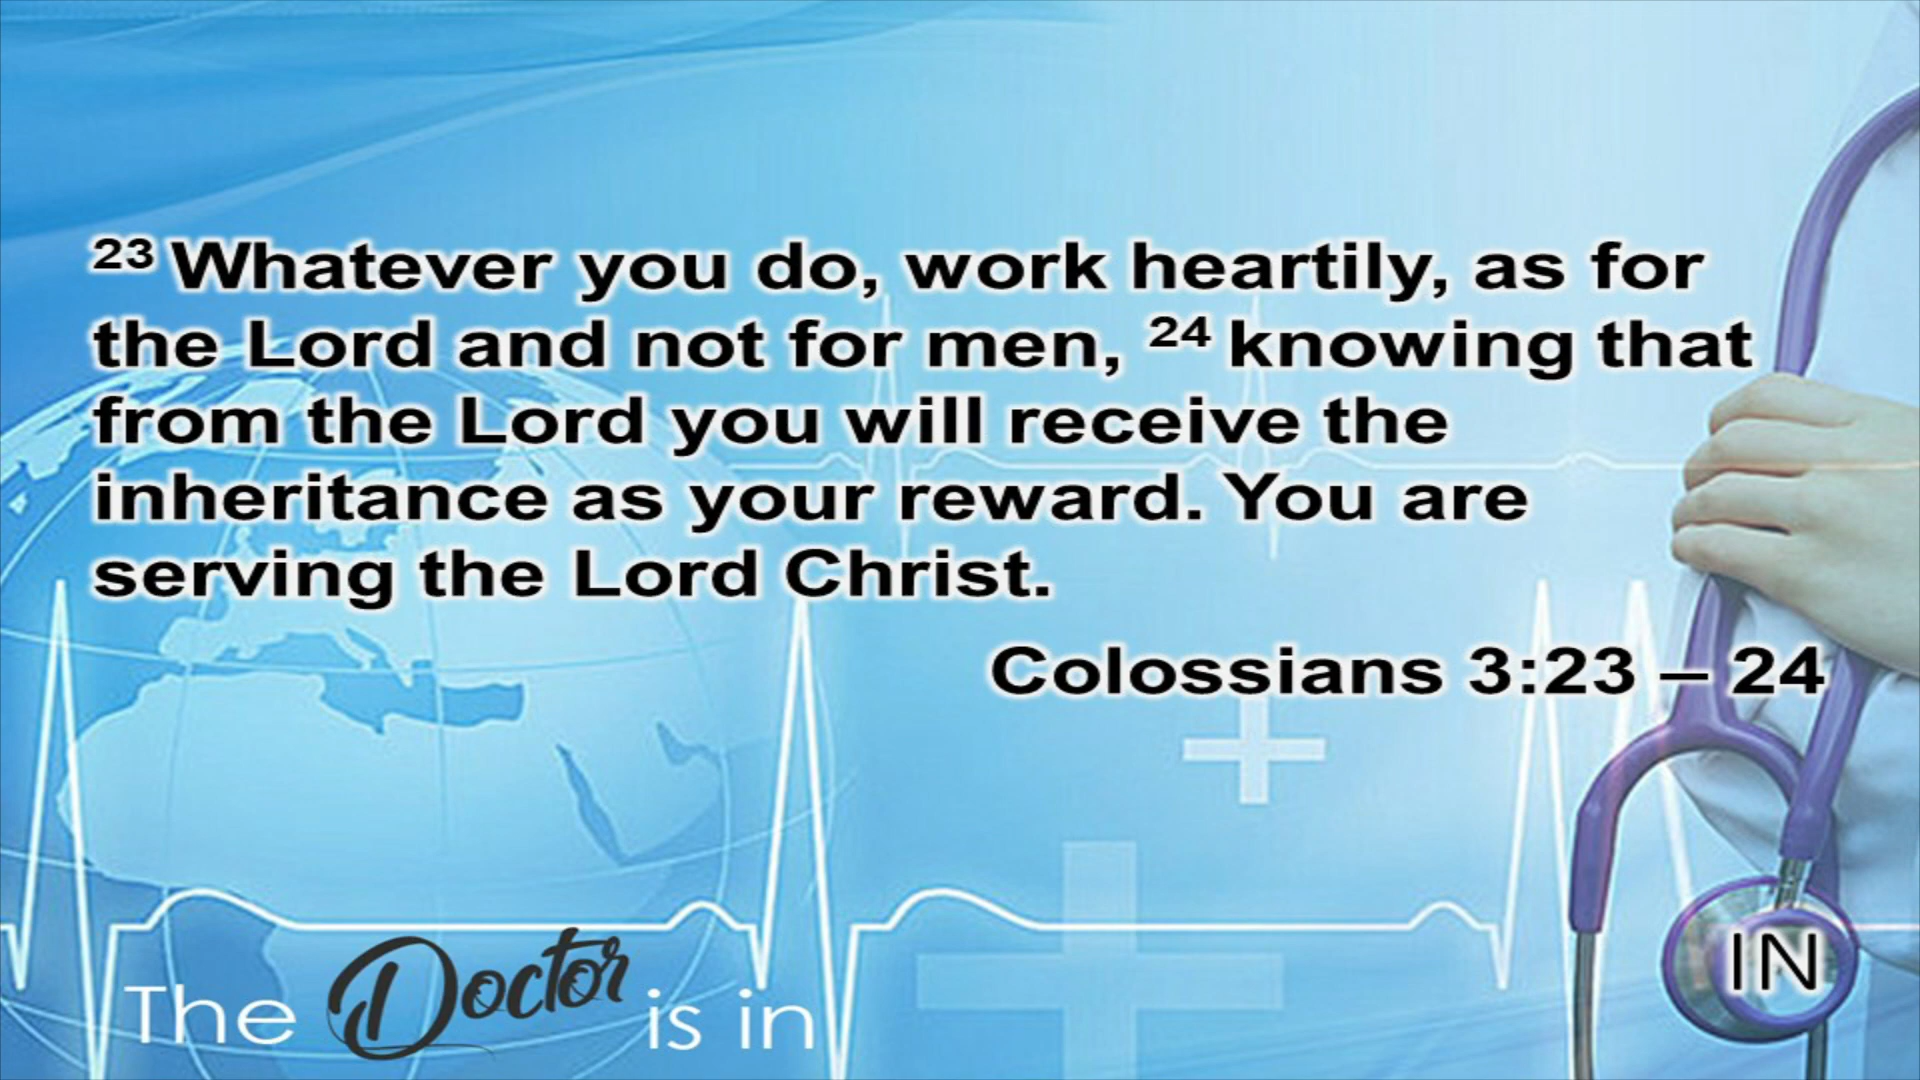 23 Whatever you do, work heartily, as for
the Lord and not for men, 24 knowing that
from the Lord you will receive the
inheritance as your reward. You are
serving the Lord Christ.
Colossians 3:23 – 24
The Doctor is in
IN